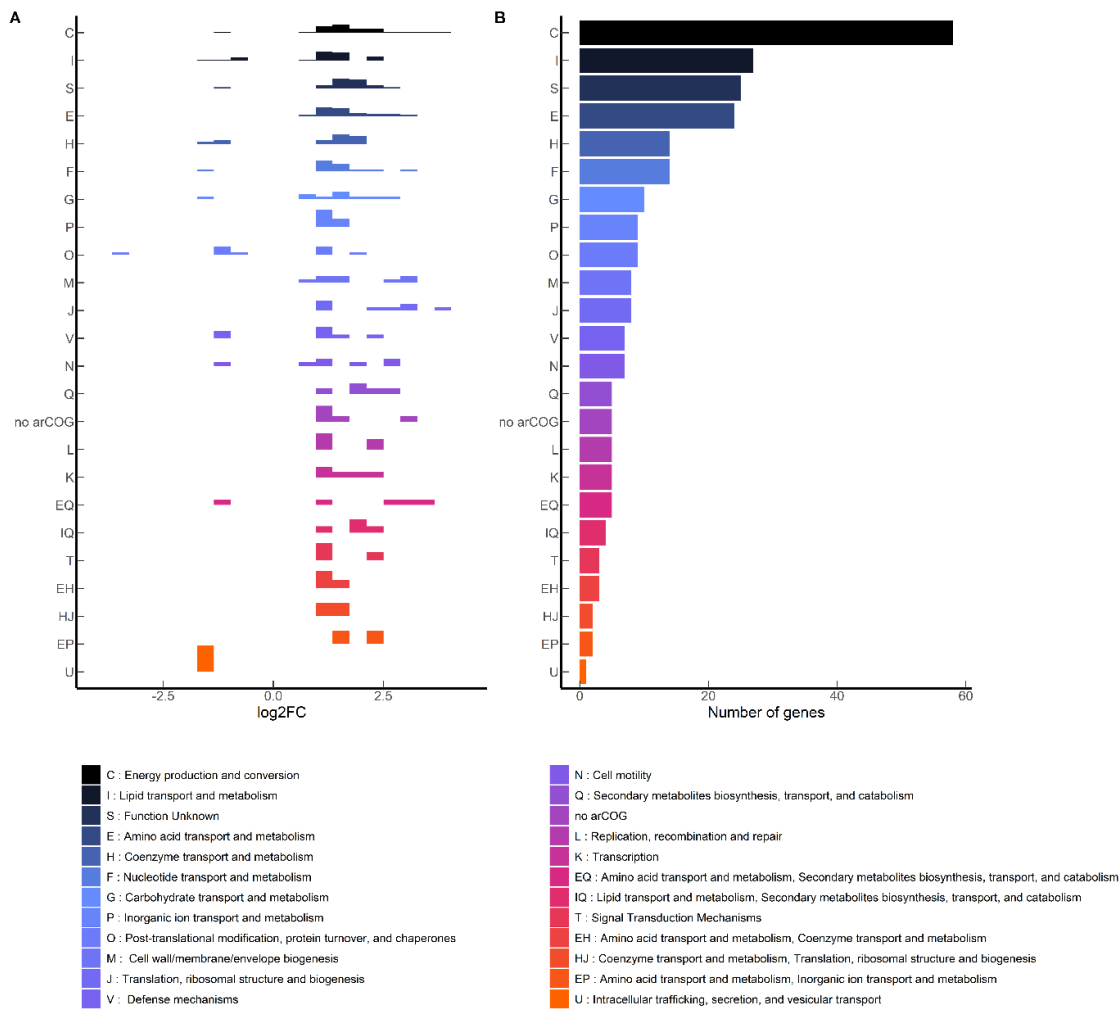 A
C
I
S
E
H
F
G
P
O
M
J
V
N
Q
no arCOG
L
K
EQ
IQ
T
EH
HJ
EP
U
-2.5 0.0 2.5
log2FC
B
C
I
S
E
H
F
G
P
O
M
J
V
N
Q
no arCOG
L
K
EQ
IQ
T
EH
HJ
EP
U
0 20 40 60
Number of genes
C : Energy production and conversion
I : Lipid transport and metabolism
S : Function Unknown
E : Amino acid transport and metabolism
H : Coenzyme transport and metabolism
F : Nucleotide transport and metabolism
G : Carbohydrate transport and metabolism
P : Inorganic ion transport and metabolism
O : Post-translational modification, protein turnover, and chaperones
M : Cell wall/membrane/envelope biogenesis
J : Translation, ribosomal structure and biogenesis
V : Defense mechanisms
N : Cell motility
Q : Secondary metabolites biosynthesis, transport, and catabolism
no arCOG
L : Replication, recombination and repair
K : Transcription
EQ : Amino acid transport and metabolism, Secondary metabolites biosynthesis, transport, and catabolism
IQ : Lipid transport and metabolism, Secondary metabolites biosynthesis, transport, and catabolism
T : Signal Transduction Mechanisms
EH : Amino acid transport and metabolism, Coenzyme transport and metabolism
HJ : Coenzyme transport and metabolism, Translation, ribosomal structure and biogenesis
EP : Amino acid transport and metabolism, Inorganic ion transport and metabolism
U : Intracellular trafficking, secretion, and vesicular transport